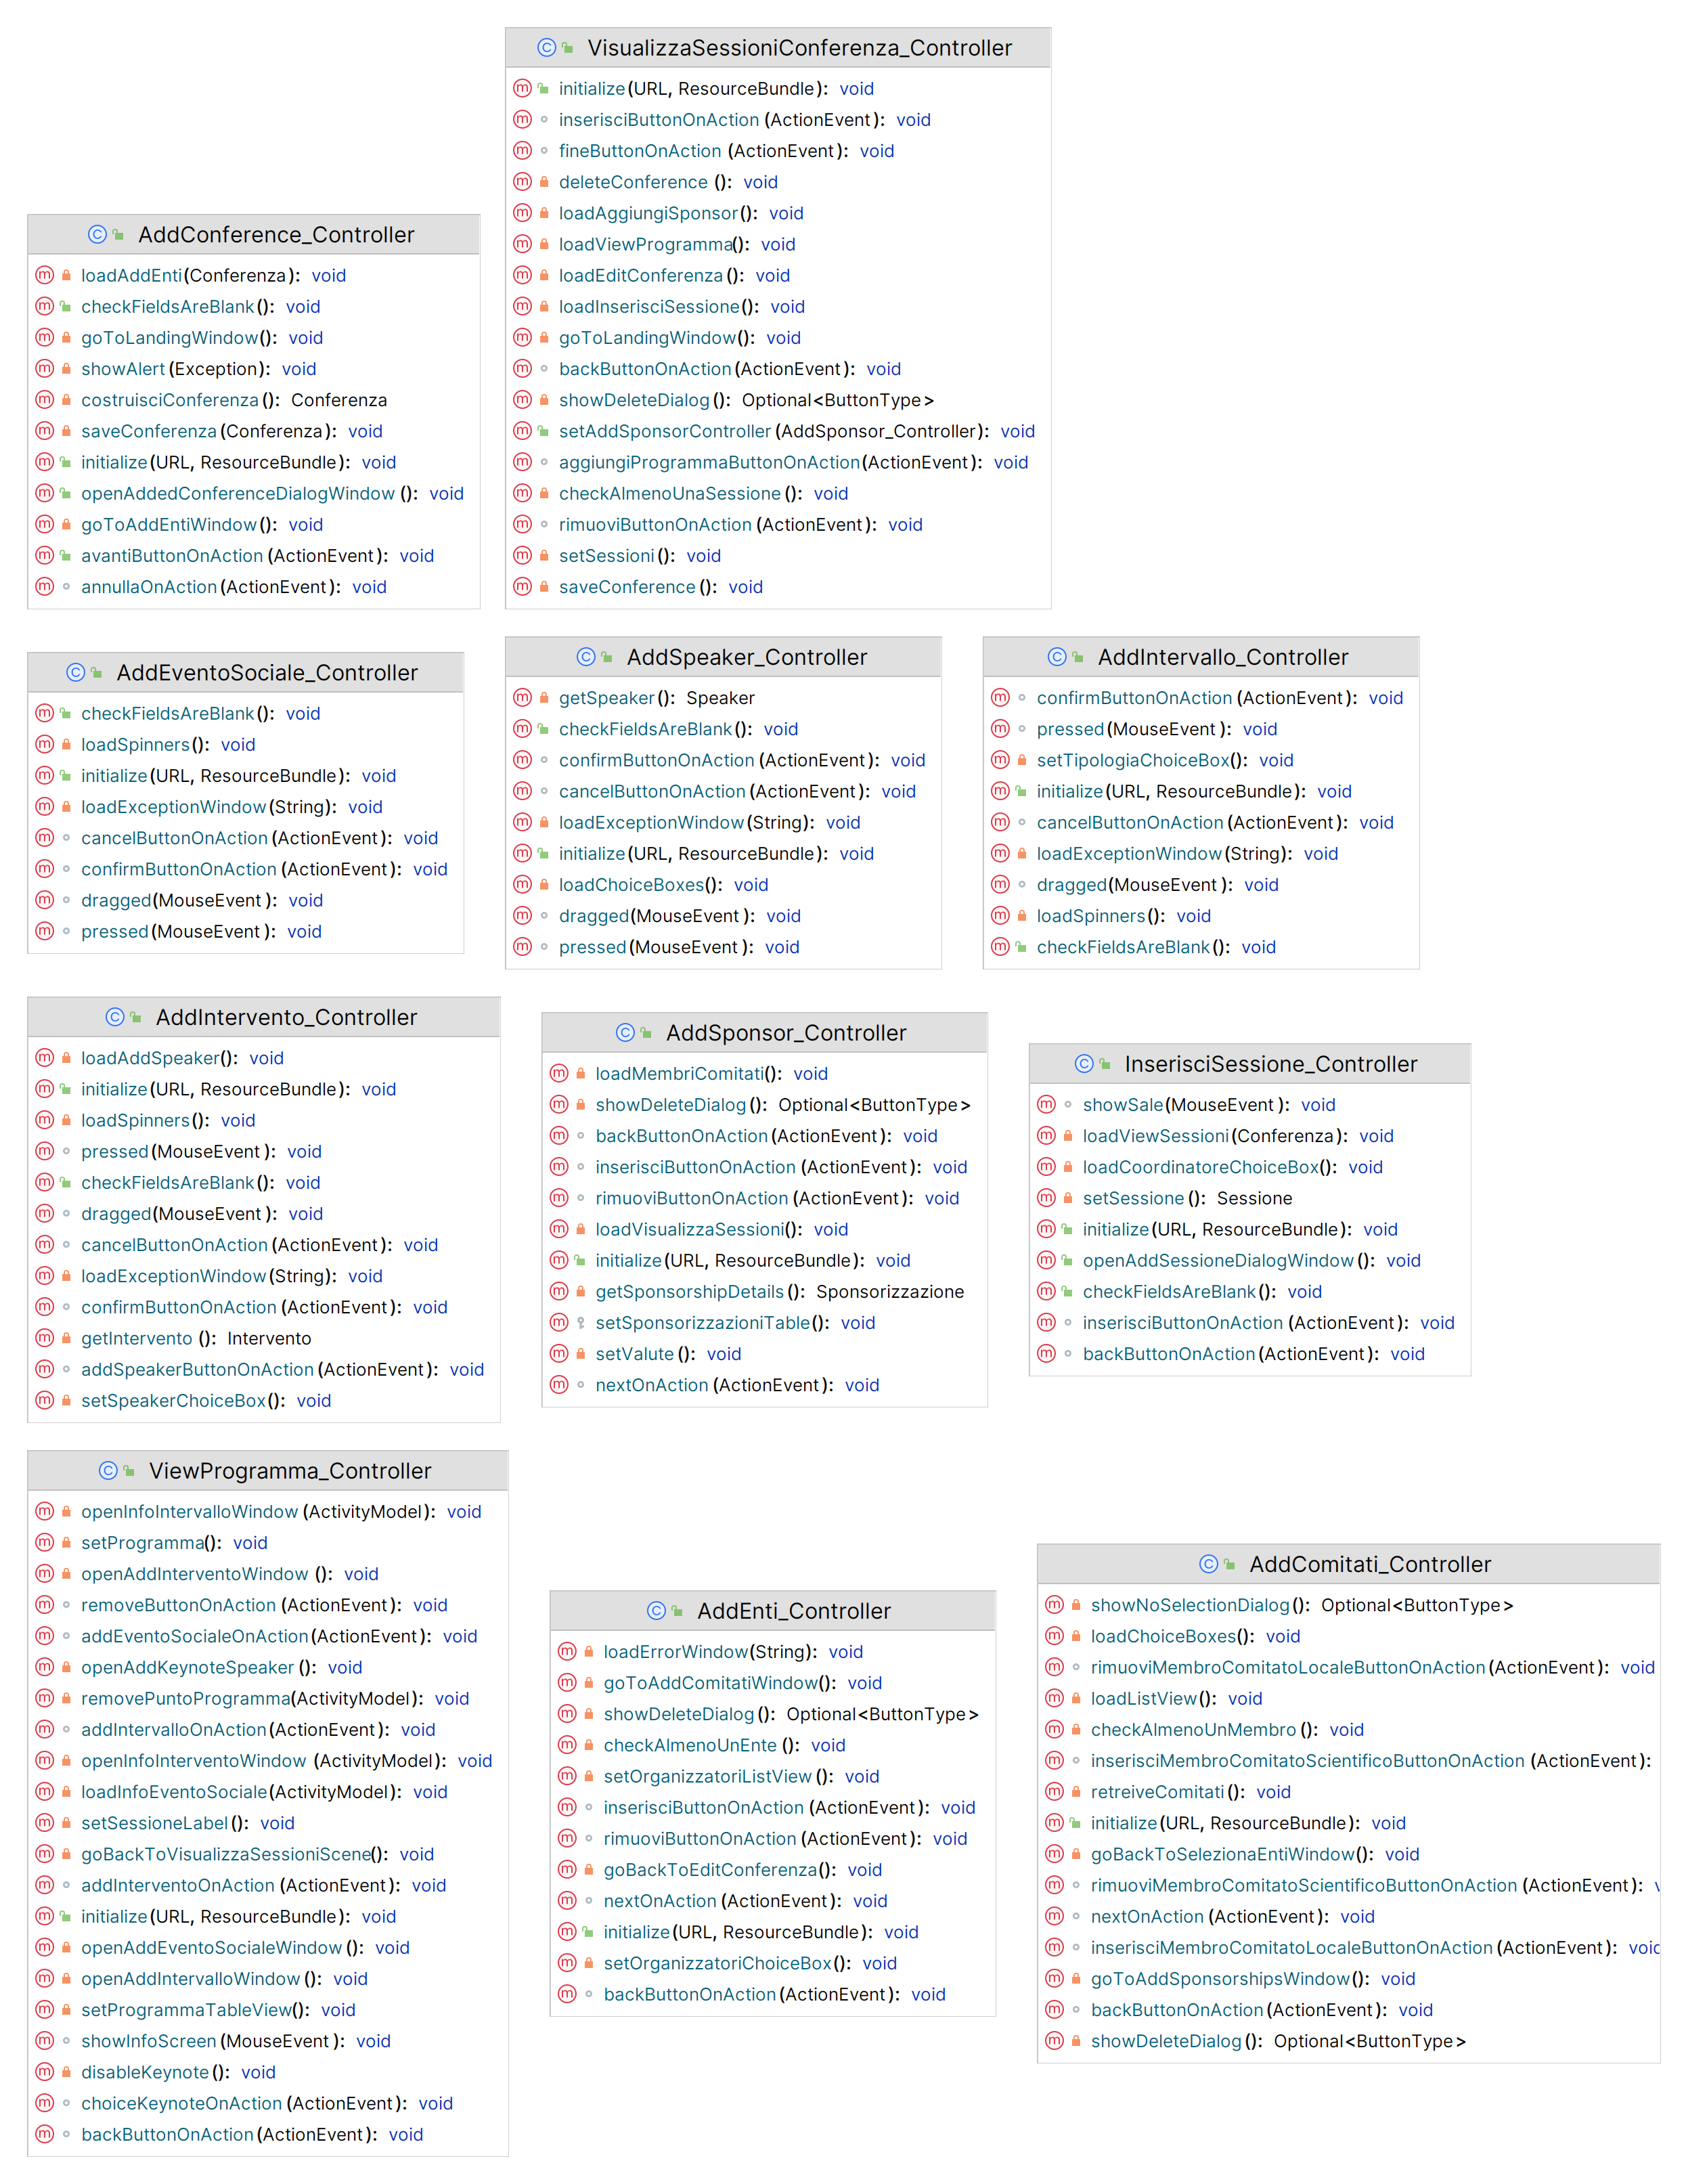 VisualizzaSessioniConferenza_Controller
initialize(URL, ResourceBundle): void
inserisciButtonOnAction(ActionEvent): void
fineButtonOnAction(ActionEvent): void
deleteConference(): void
loadAggiungiSponsor(): void
loadViewProgramma(): void
loadEditConferenza(): void
loadInserisciSessione(): void
goToLandingWindow(): void
backButtonOnAction(ActionEvent): void
showDeleteDialog(): Optional<ButtonType>
setAddSponsorController(AddSponsor_Controller): void
aggiungiProgrammaButtonOnAction(ActionEvent): void
checkAlmenoUnaSessione(): void
rimuoviButtonOnAction(ActionEvent): void
setSessioni(): void
saveConference(): void
AddConference_Controller
loadAddEnti(Conferenza): void
checkFieldsAreBlank(): void
goToLandingWindow(): void
showAlert(Exception): void
costruisciConferenza(): Conferenza
saveConferenza(Conferenza): void
initialize(URL, ResourceBundle): void
openAddedConferenceDialogWindow(): void
goToAddEntiWindow(): void
avantiButtonOnAction(ActionEvent): void
annullaOnAction(ActionEvent): void
AddEventoSociale_Controller
checkFieldsAreBlank(): void
loadSpinners(): void
initialize(URL, ResourceBundle): void
loadExceptionWindow(String): void
cancelButtonOnAction(ActionEvent): void
confirmButtonOnAction(ActionEvent): void
dragged(MouseEvent): void
pressed(MouseEvent): void
AddSpeaker_Controller
getSpeaker(): Speaker
checkFieldsAreBlank(): void
confirmButtonOnAction(ActionEvent): void
cancelButtonOnAction(ActionEvent): void
loadExceptionWindow(String): void
initialize(URL, ResourceBundle): void
loadChoiceBoxes(): void
dragged(MouseEvent): void
pressed(MouseEvent): void
AddIntervallo_Controller
confirmButtonOnAction(ActionEvent): void
pressed(MouseEvent): void
setTipologiaChoiceBox(): void
initialize(URL, ResourceBundle): void
cancelButtonOnAction(ActionEvent): void
loadExceptionWindow(String): void
dragged(MouseEvent): void
loadSpinners(): void
checkFieldsAreBlank(): void
AddIntervento_Controller
loadAddSpeaker(): void
initialize(URL, ResourceBundle): void
loadSpinners(): void
pressed(MouseEvent): void
checkFieldsAreBlank(): void
dragged(MouseEvent): void
cancelButtonOnAction(ActionEvent): void
loadExceptionWindow(String): void
confirmButtonOnAction(ActionEvent): void
getIntervento(): Intervento
addSpeakerButtonOnAction(ActionEvent): void
setSpeakerChoiceBox(): void
AddSponsor_Controller
loadMembriComitati(): void
showDeleteDialog(): Optional<ButtonType>
backButtonOnAction(ActionEvent): void
inserisciButtonOnAction(ActionEvent): void
rimuoviButtonOnAction(ActionEvent): void
loadVisualizzaSessioni(): void
initialize(URL, ResourceBundle): void
getSponsorshipDetails(): Sponsorizzazione
setSponsorizzazioniTable(): void
setValute(): void
nextOnAction(ActionEvent): void
InserisciSessione_Controller
showSale(MouseEvent): void
loadViewSessioni(Conferenza): void
loadCoordinatoreChoiceBox(): void
setSessione(): Sessione
initialize(URL, ResourceBundle): void
openAddSessioneDialogWindow(): void
checkFieldsAreBlank(): void
inserisciButtonOnAction(ActionEvent): void
backButtonOnAction(ActionEvent): void
ViewProgramma_Controller
openInfoIntervalloWindow(ActivityModel): void
setProgramma(): void
openAddInterventoWindow(): void
removeButtonOnAction(ActionEvent): void
addEventoSocialeOnAction(ActionEvent): void
openAddKeynoteSpeaker(): void
removePuntoProgramma(ActivityModel): void
addIntervalloOnAction(ActionEvent): void
openInfoInterventoWindow(ActivityModel): void
loadInfoEventoSociale(ActivityModel): void
setSessioneLabel(): void
goBackToVisualizzaSessioniScene(): void
addInterventoOnAction(ActionEvent): void
initialize(URL, ResourceBundle): void
openAddEventoSocialeWindow(): void
openAddIntervalloWindow(): void
setProgrammaTableView(): void
showInfoScreen(MouseEvent): void
disableKeynote(): void
choiceKeynoteOnAction(ActionEvent): void
backButtonOnAction(ActionEvent): void
AddEnti_Controller
loadErrorWindow(String): void
goToAddComitatiWindow(): void
showDeleteDialog(): Optional<ButtonType>
checkAlmenoUnEnte(): void
setOrganizzatoriListView(): void
inserisciButtonOnAction(ActionEvent): void
rimuoviButtonOnAction(ActionEvent): void
goBackToEditConferenza(): void
nextOnAction(ActionEvent): void
initialize(URL, ResourceBundle): void
setOrganizzatoriChoiceBox(): void
backButtonOnAction(ActionEvent): void
AddComitati_Controller
showNoSelectionDialog(): Optional<ButtonType>
loadChoiceBoxes(): void
rimuoviMembroComitatoLocaleButtonOnAction(ActionEvent): void
loadListView(): void
checkAlmenoUnMembro(): void
inserisciMembroComitatoScientificoButtonOnAction(ActionEvent):
retreiveComitati(): void
initialize(URL, ResourceBundle): void
goBackToSelezionaEntiWindow(): void
rimuoviMembroComitatoScientificoButtonOnAction(ActionEvent):
nextOnAction(ActionEvent): void
inserisciMembroComitatoLocaleButtonOnAction(ActionEvent): void
goToAddSponsorshipsWindow(): void
backButtonOnAction(ActionEvent): void
showDeleteDialog(): Optional<ButtonType>